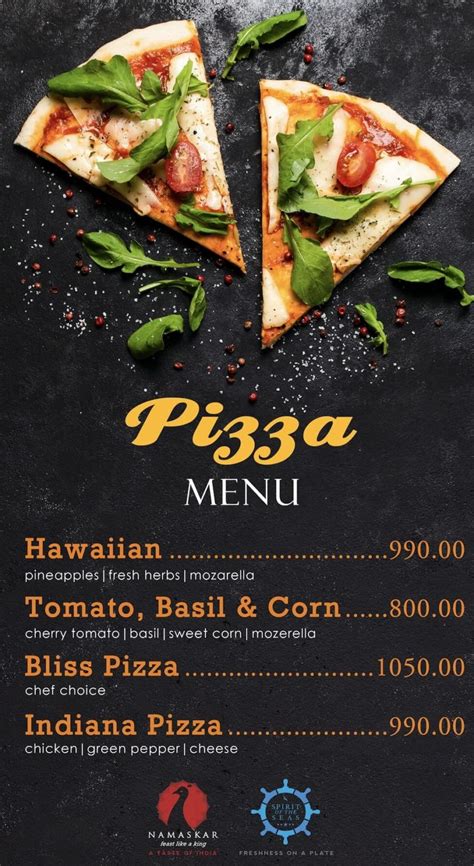 Pizza
MENU
Hawaiian ........................990.00
pineapples|fresh herbs|mozarella
Tomato, Basil & Corn.....800.00
cherry tomato|basil|sweet corn|mozerella
Bliss Pizza .....................1050.00
chef choice
Indiana Pizza .................990.00
chicken|green pepper|cheese
NAMASKAR
feast like a king
A TASTE OF INDIA
SPIRIT
OF THE
SEAS
FRESHNESS ON A PLATE